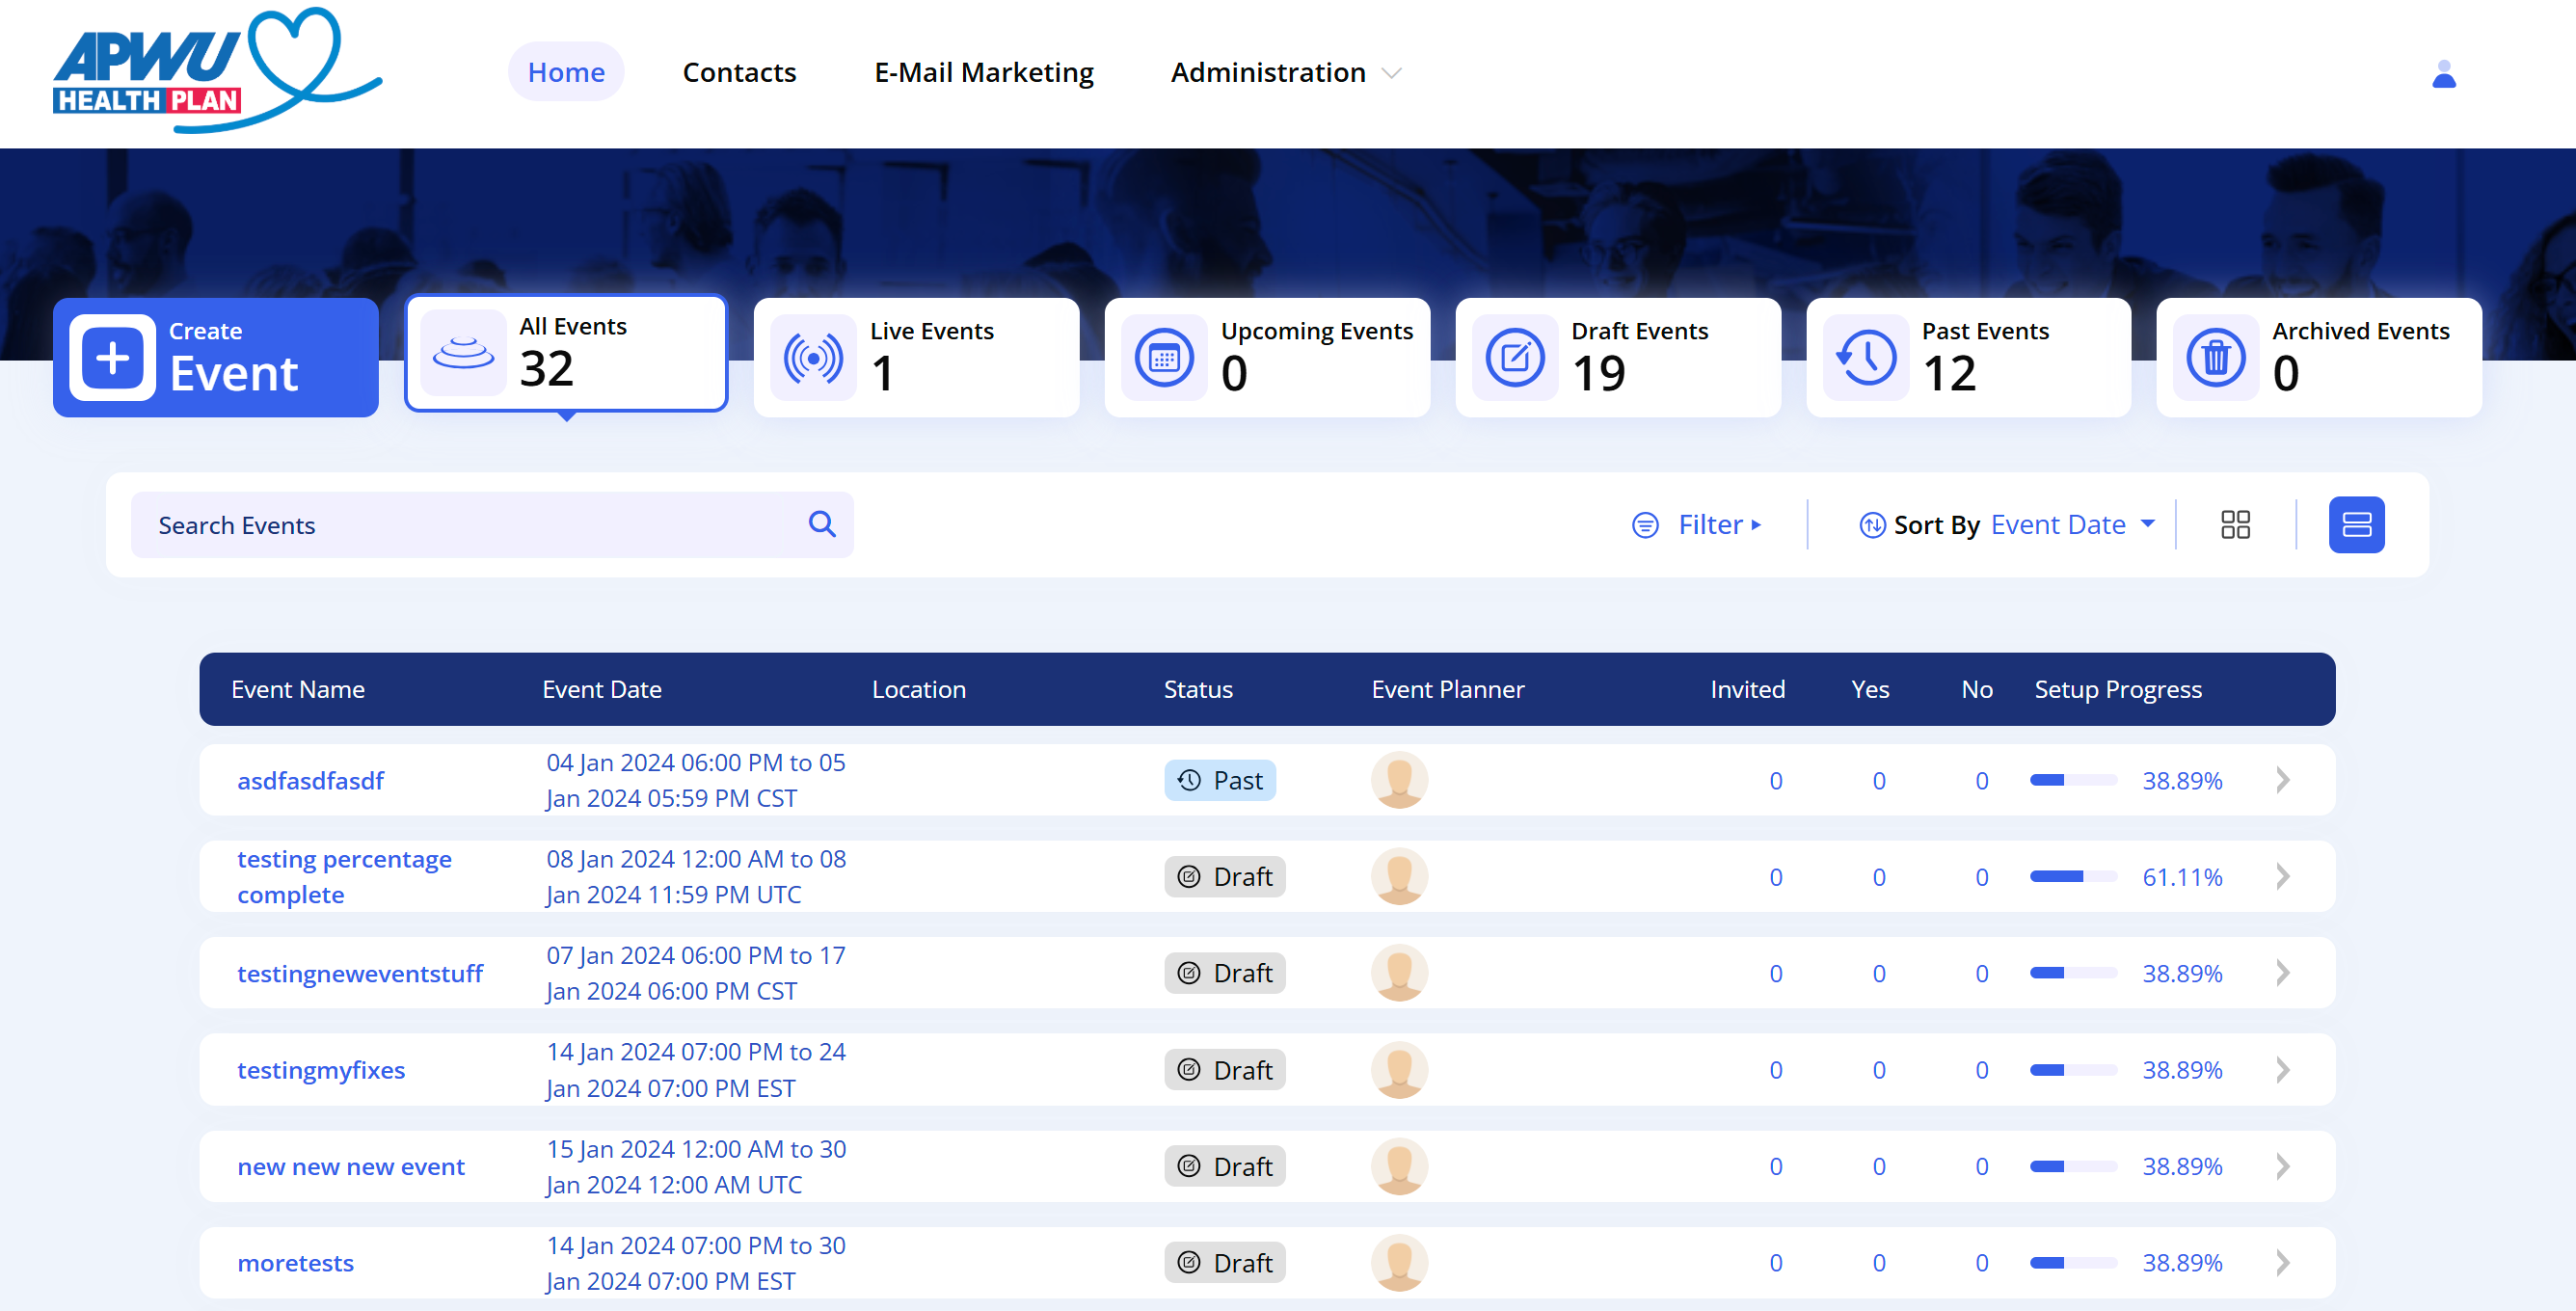 APWU
HEALTH PLAN
Home
Contacts
E-Mail Marketing
Administration
Create
Event
All Events
32
Live Events
1
Upcoming Events
0
Draft Events
19
Past Events
12
Archived Events
0
Search Events
Filter
Sort By Event Date
Event Name Event Date Location Status Event Planner Invited Yes No Setup Progress
asdfasdfasdf
04 Jan 2024 06:00 PM to 05
Jan 2024 05:59 PM CST
Past
0 0 0 38.89%
testing percentage
complete
08 Jan 2024 12:00 AM to 08
Jan 2024 11:59 PM UTC
Draft
0 0 0 61.11%
testingneweventstuff
07 Jan 2024 06:00 PM to 17
Jan 2024 06:00 PM CST
Draft
0 0 0 38.89%
testingmyfixes
14 Jan 2024 07:00 PM to 24
Jan 2024 07:00 PM EST
Draft
0 0 0 38.89%
new new new event
15 Jan 2024 12:00 AM to 30
Jan 2024 12:00 AM UTC
Draft
0 0 0 38.89%
moretests
14 Jan 2024 07:00 PM to 30
Jan 2024 07:00 PM EST
Draft
0 0 0 38.89%